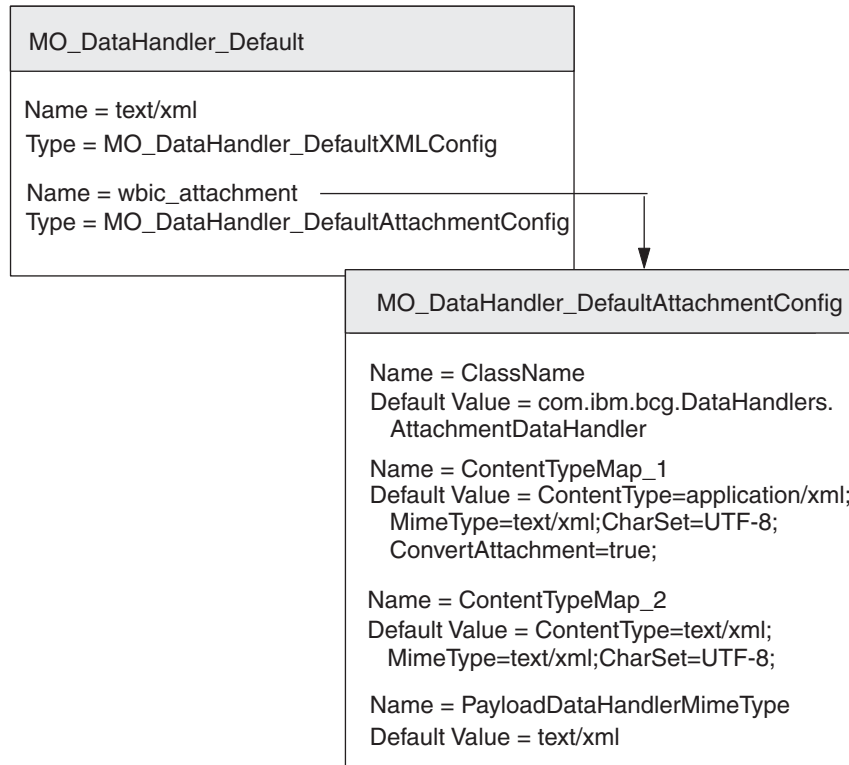 MO_DataHandler_Default
Name = text/xml
Type = MO_DataHandler_DefaultXMLConfig
Name = wbic_attachment
Type = MO_DataHandler_DefaultAttachmentConfig
MO_DataHandler_DefaultAttachmentConfig
Name = ClassName
Default Value = com.ibm.bcg.DataHandlers.
AttachmentDataHandler
Name = ContentTypeMap_1
Default Value = ContentType=application/xml;
MimeType=text/xml;CharSet=UTF-8;
ConvertAttachment=true;
Name = ContentTypeMap_2
Default Value = ContentType=text/xml;
MimeType=text/xml;CharSet=UTF-8;
Name = PayloadDataHandlerMimeType
Default Value = text/xml